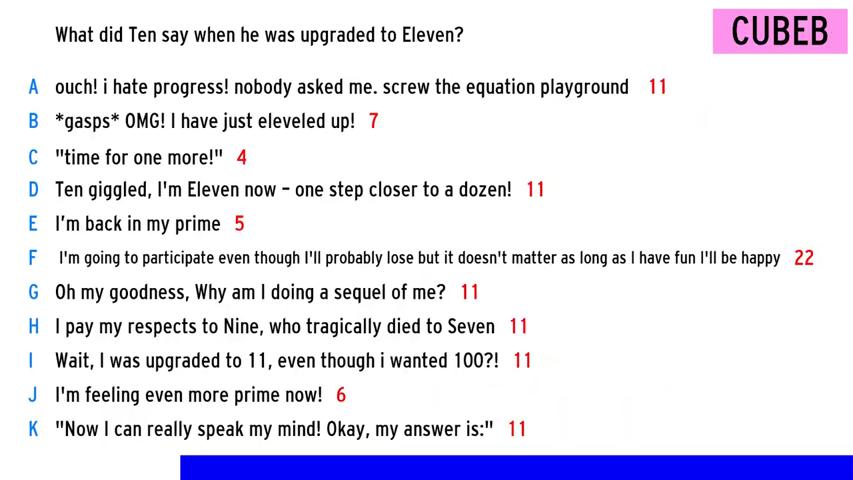 What did Ten say when he was upgraded to Eleven?
CUBEB
A ouch! i hate progress! nobody asked me. screw the equation playground 11
B *gasps* OMG! I have just eleveled up! 7
C "time for one more!" 4
D Ten giggled, I'm Eleven now - one step closer to a dozen! 11
E I'm back in my prime 5
F I'm going to participate even though I'll probably lose but it doesn't matter as long as I have fun I'll be happy 22
G Oh my goodness, Why am I doing a sequel of me? 11
H I pay my respects to Nine, who tragically died to Seven 11
I Wait, I was upgraded to 11, even though i wanted 100?! 11
J I'm feeling even more prime now! 6
K "Now I can really speak my mind! Okay, my answer is:" 11